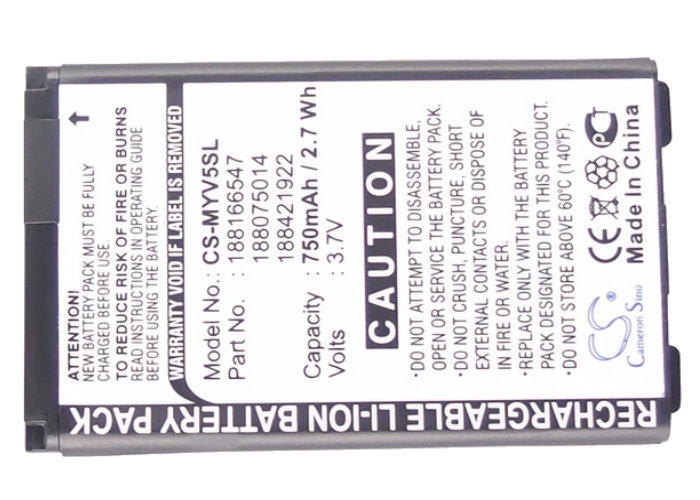 ATTENTION!
NEW BATTERY PACK MUST BE FULLY
CHARGED BEFORE USE.
TO REDUCE RISK OF FIRE OR BURNS
READ INSTRUCTIONS IN OPERATING GUIDE
BEFORE USING THE BATTERY.
WARRANTY VOID IF LABEL IS REMOVED
Model No.: CS-MYV5SL
Part No. : 188166547
188075014
188421922
Capacity : 750mAh / 2.7 Wh
Volts : 3.7V
CAUTION
· DO NOT ATTEMPT TO DISASSEMBLE,
OPEN OR SERVICE THE BATTERY PACK.
· DO NOT CRUSH, PUNCTURE, SHORT
EXTERNAL CONTACTS OR DISPOSE OF
IN FIRE OR WATER.
· REPLACE ONLY WITH THE BATTERY
PACK DESIGNATED FOR THIS PRODUCT.
· DO NOT STORE ABOVE 60°C (140°F).
CS®
Cameron Sino
CE PCT
Made in China
RECHARGEABLE LI-ION BATTERY PACK